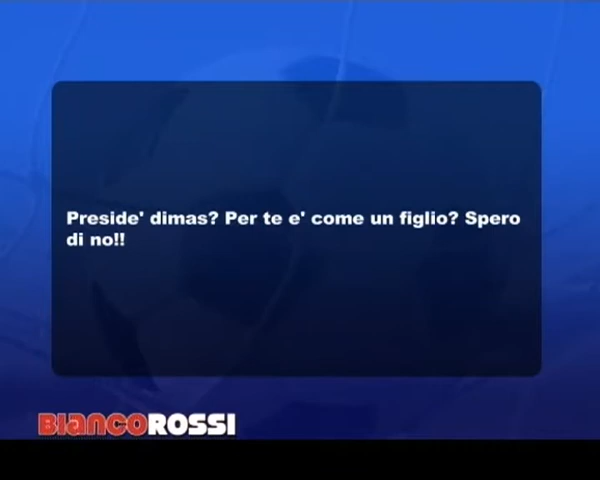 Preside' dimas? Per te e' come un figlio? Spero
di no!!
BIANCOROSSI